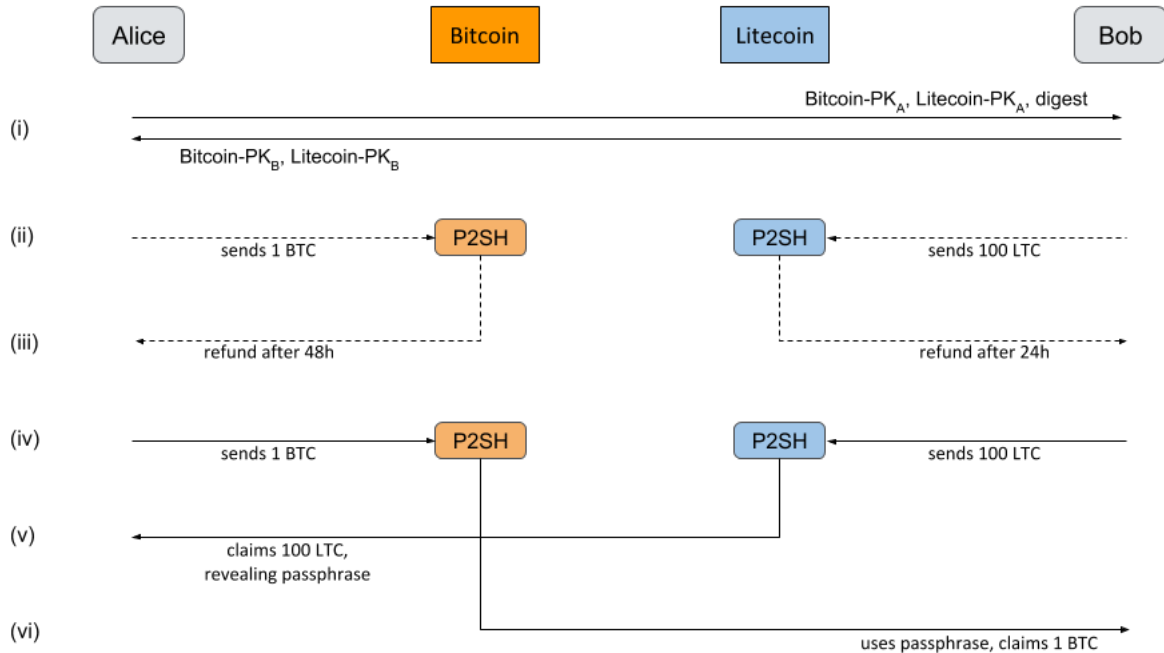 Alice
Bitcoin
Litecoin
Bob
(i)
Bitcoin-PKA, Litecoin-PKA, digest
Bitcoin-PKB, Litecoin-PKB
(ii)
P2SH
P2SH
sends 1 BTC
sends 100 LTC
(iii)
refund after 48h
refund after 24h
(iv)
P2SH
P2SH
sends 1 BTC
sends 100 LTC
(v)
claims 100 LTC,
revealing passphrase
(vi)
uses passphrase, claims 1 BTC